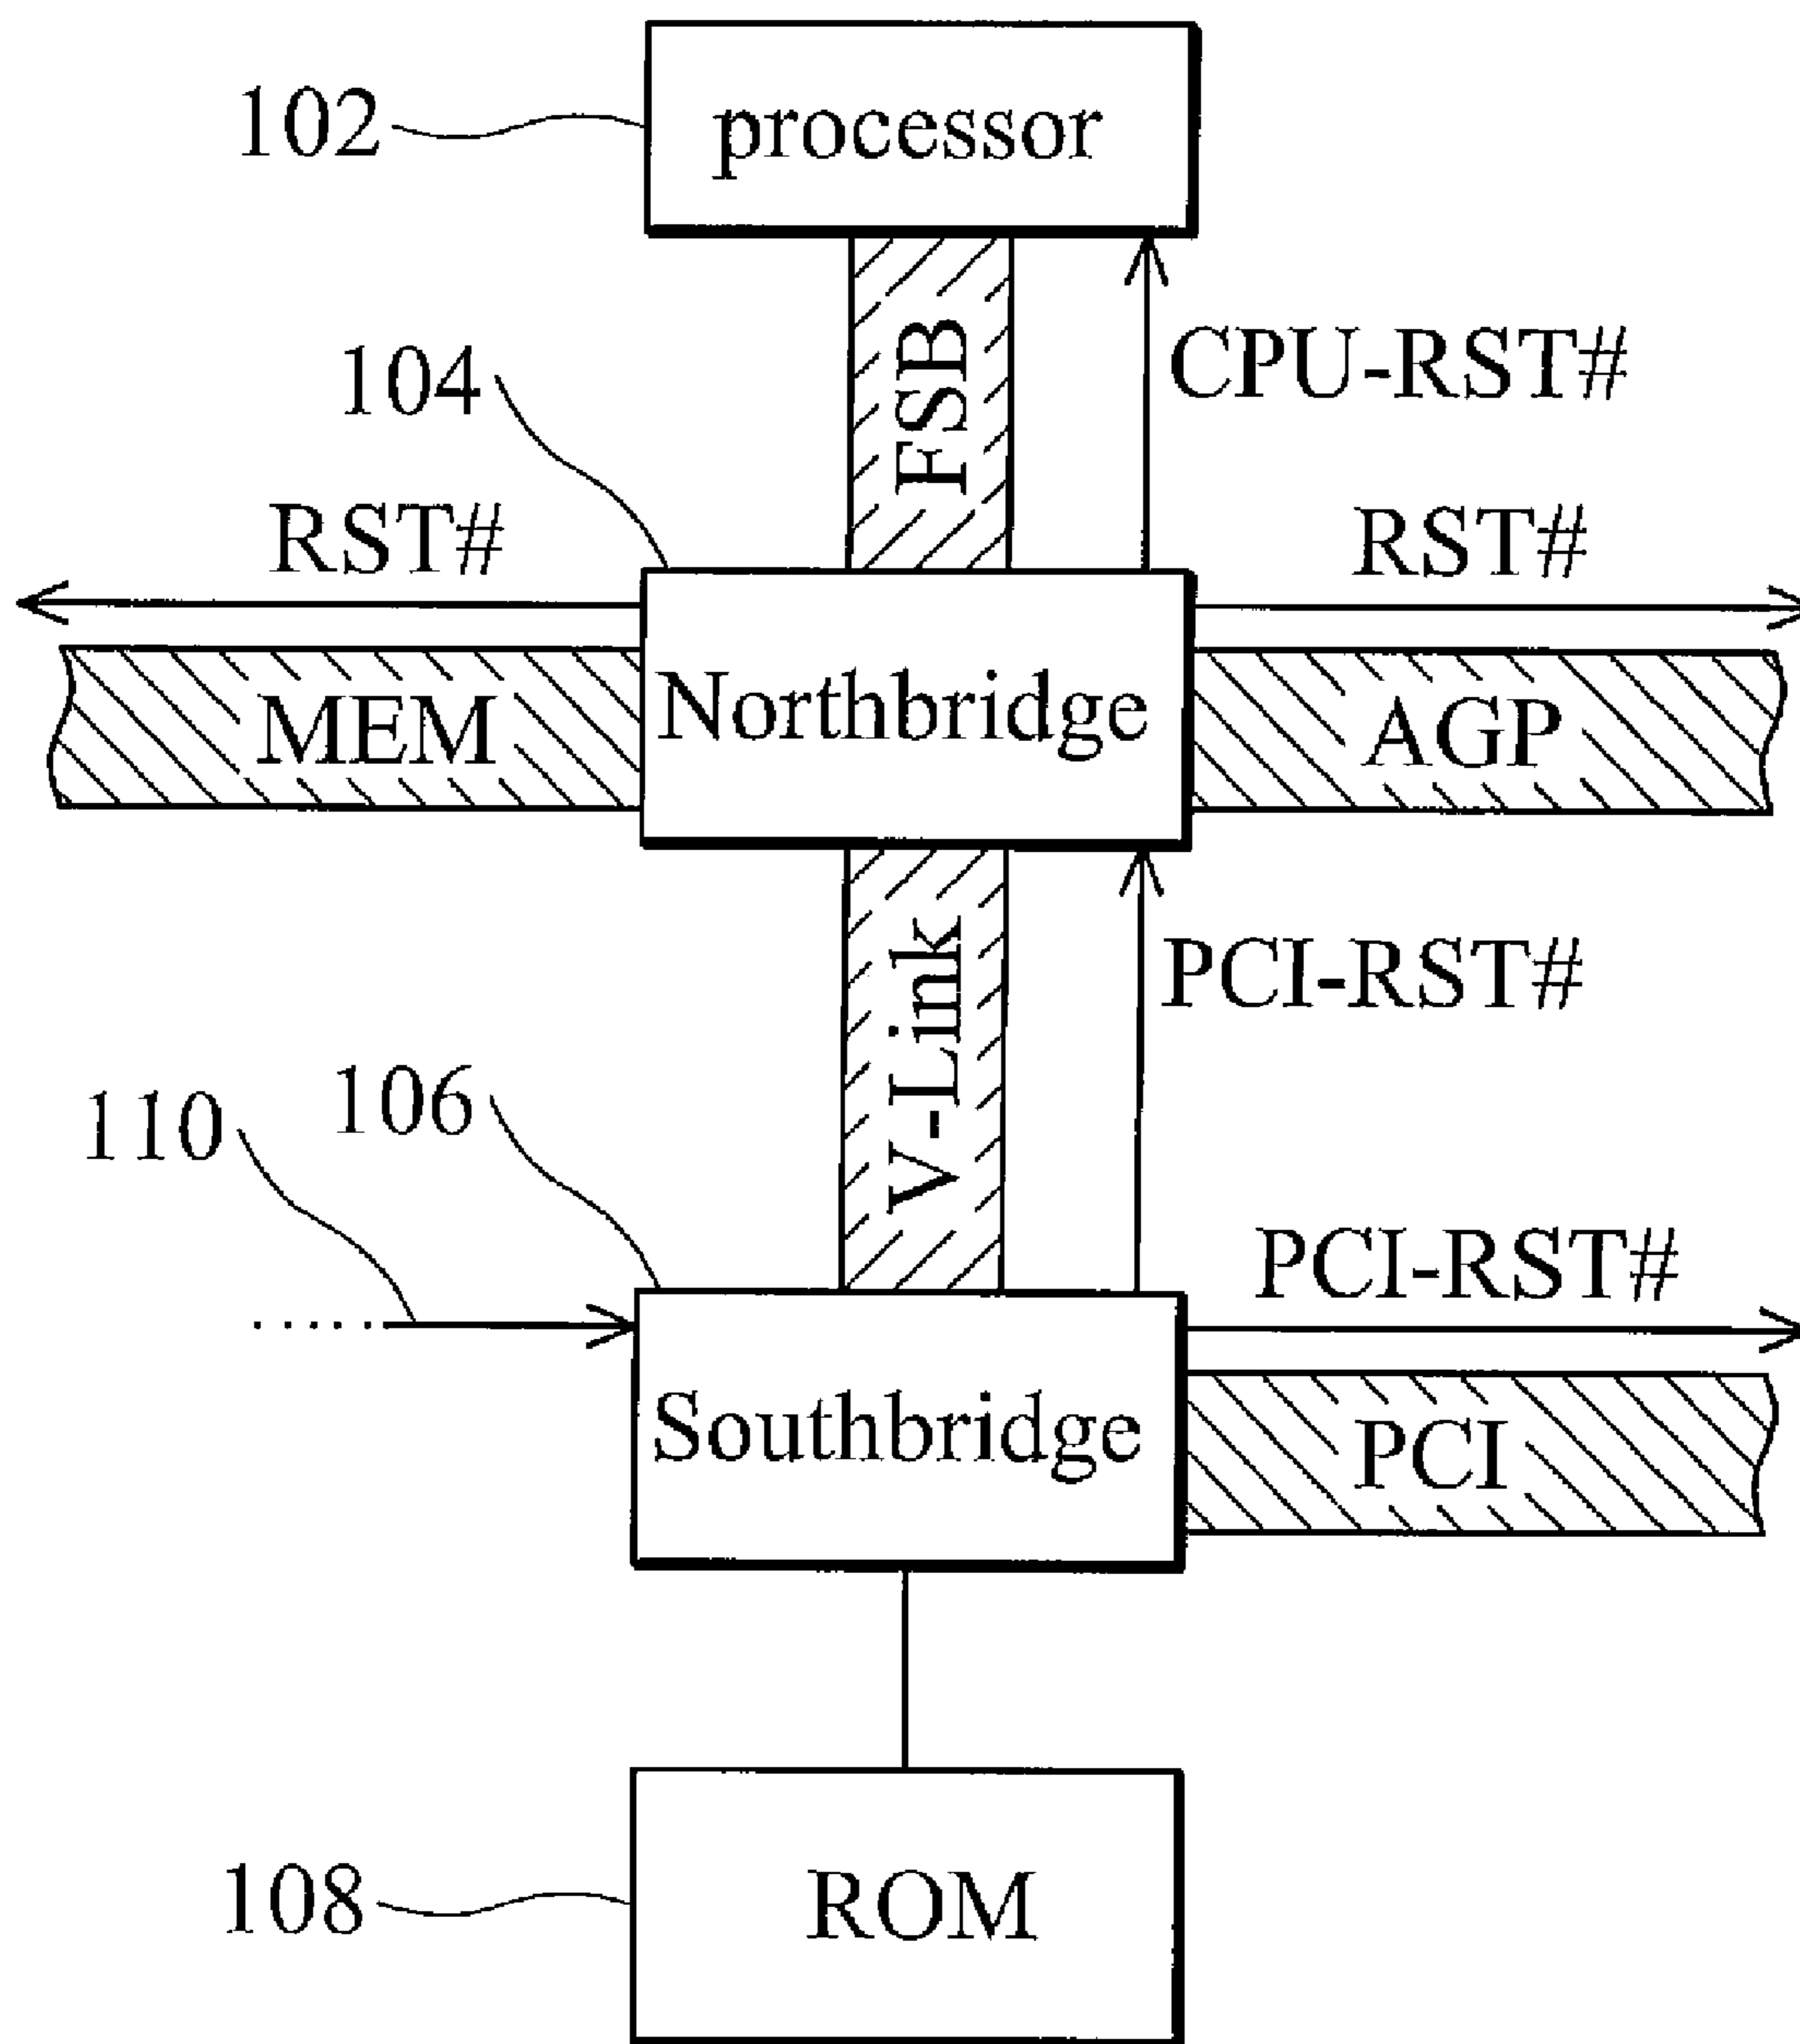 102
processor
FSB
CPU-RST#
104
RST#
RST#
MEM
Northbridge
AGP
V-Link
PCI-RST#
106
110
PCI-RST#
Southbridge
PCI
108
ROM